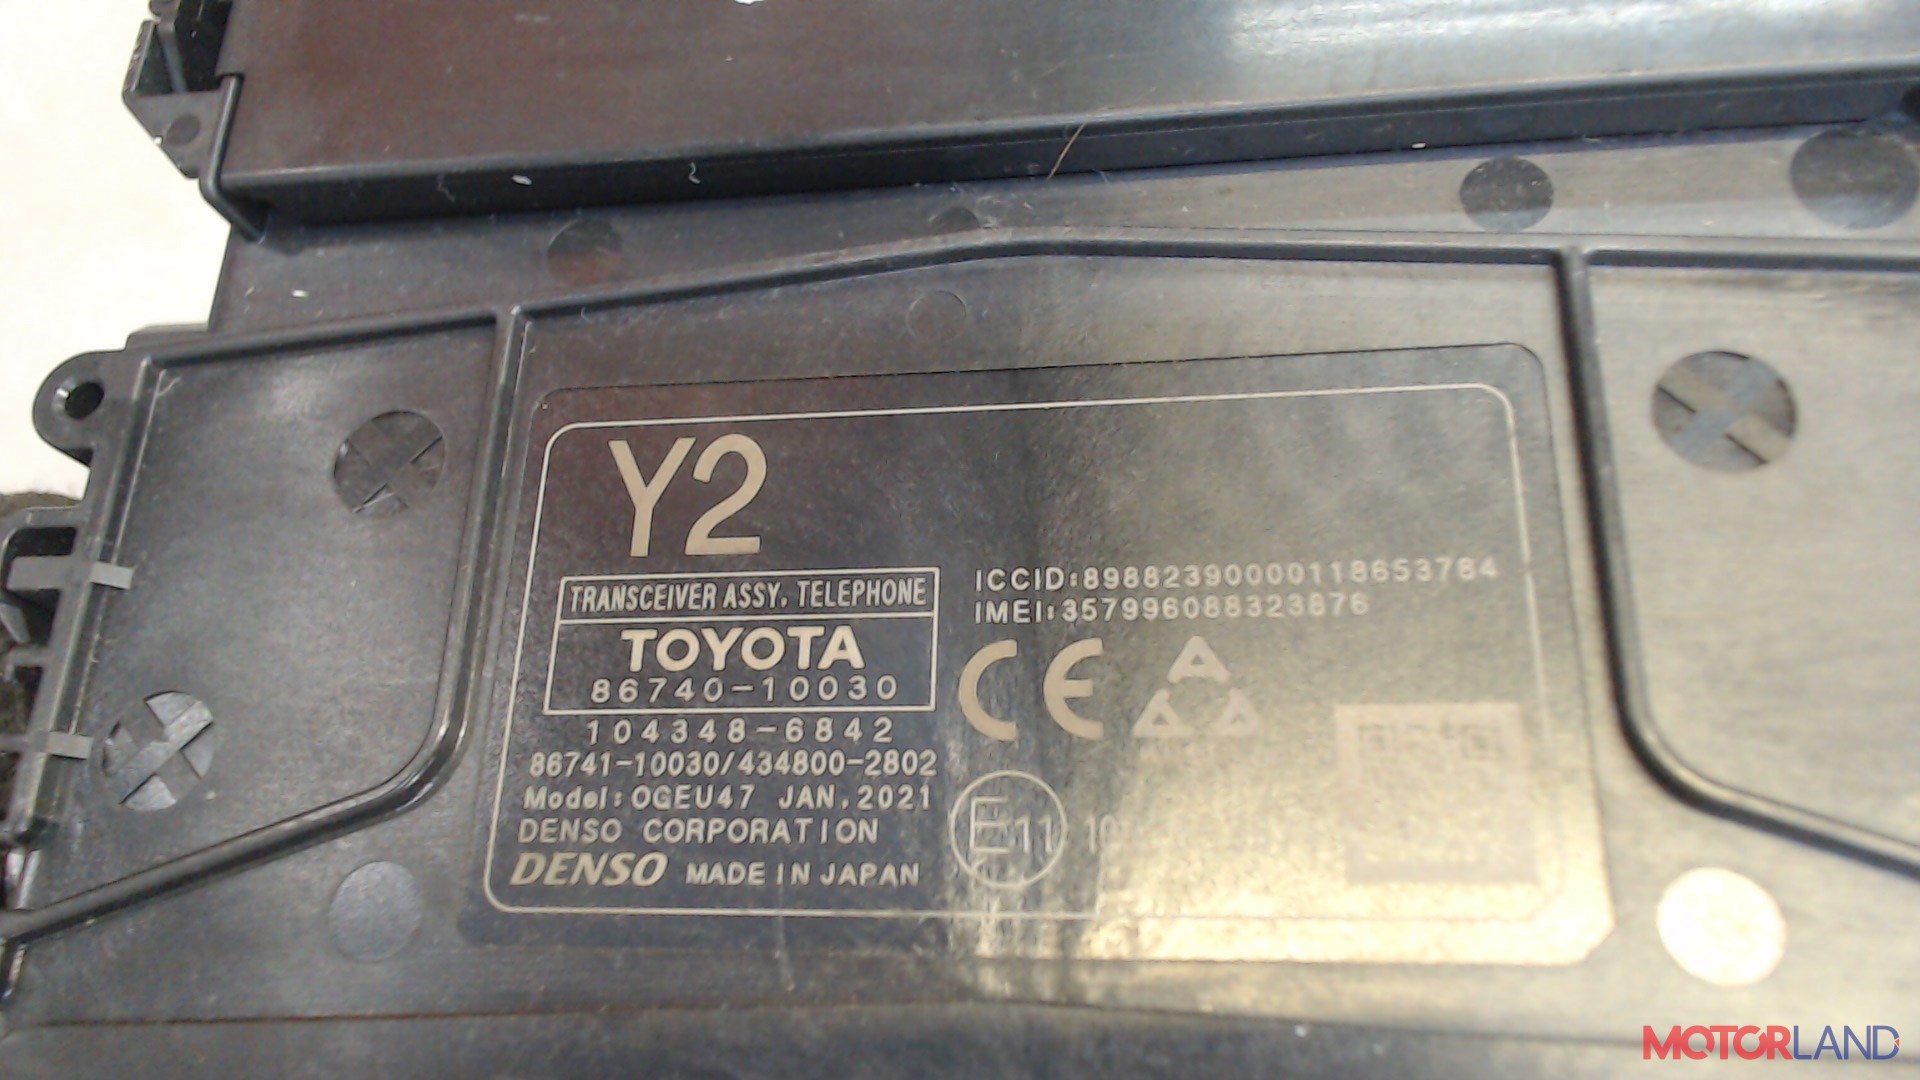 Y2
TRANSCEIVER ASSY, TELEPHONE
TOYOTA
86740-10030
104348-6842
86741-10030/434800-2802
Model: OGEU47 JAN, 2021
DENSO CORPORATION
DENSO MADE IN JAPAN
ICCID:89882390000118653784
IMEI:357996088323876
CE
E11
MOTORLAND